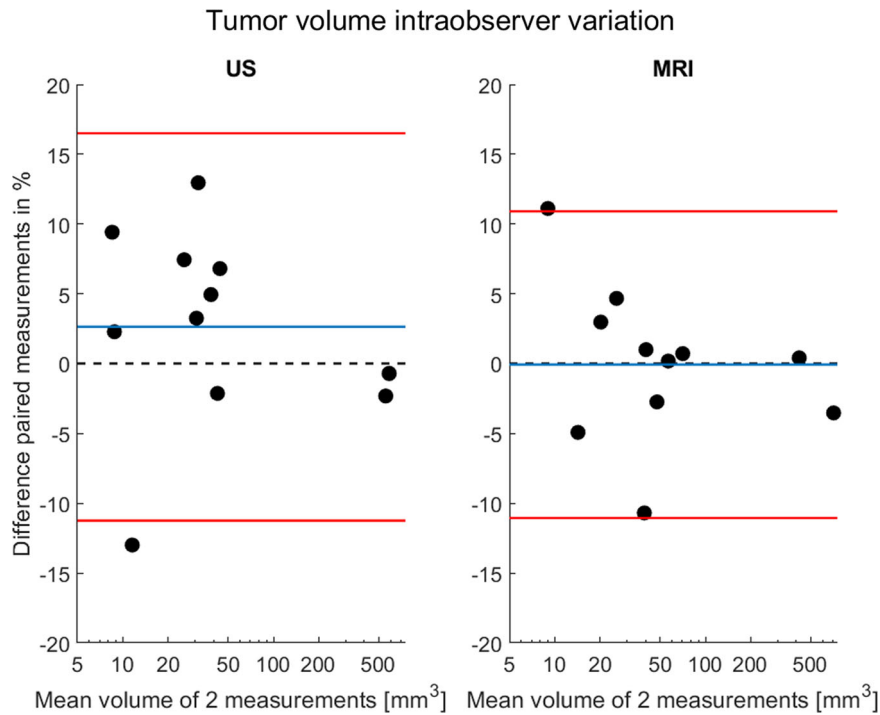 Tumor volume intraobserver variation
US
MRI
Difference paired measurements in %
20
15
10
5
0
-5
-10
-15
-20
5 10 20 50 100 200 500
Mean volume of 2 measurements [mm³]
20
15
10
5
0
-5
-10
-15
-20
5 10 20 50 100 200 500
Mean volume of 2 measurements [mm³]